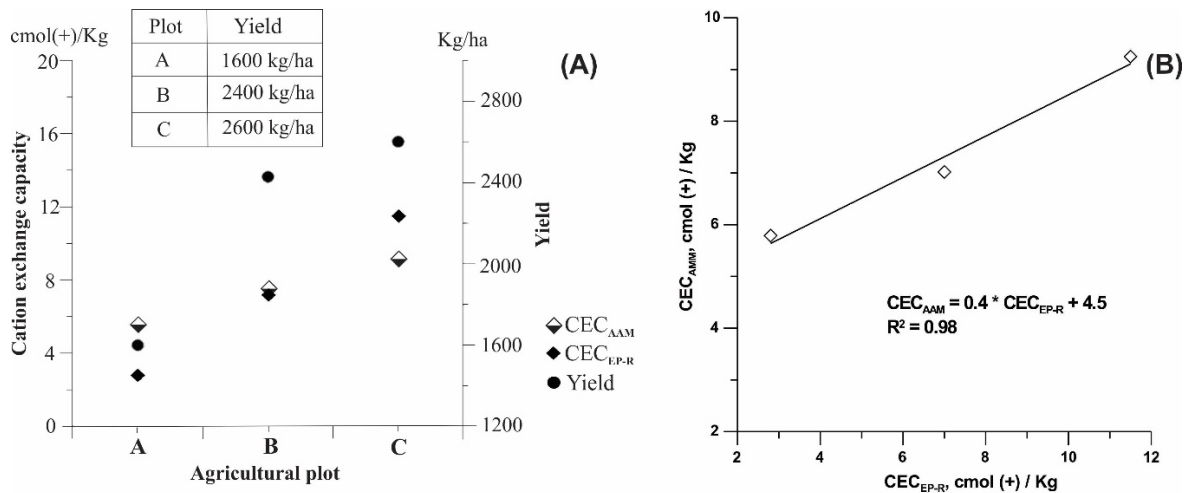 cmol(+)/Kg
Plot Yield
A 1600 kg/ha
B 2400 kg/ha
C 2600 kg/ha
Kg/ha
(A)
20
16
12
8
4
0
Cation exchange capacity
2800
2400
2000
1600
1200
Yield
CEC_AAM
CEC_EP-R
Yield
A B C
Agricultural plot
(B)
10
8
6
4
2
CEC_AMM, cmol (+) / Kg
CEC_AAM = 0.4 * CEC_EP-R + 4.5
R² = 0.98
2 4 6 8 10 12
CEC_EP-R, cmol (+) / Kg